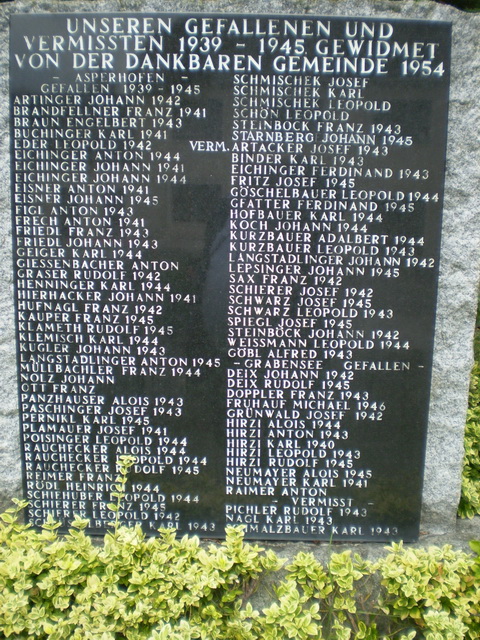 UNSEREN GEFALLENEN UND
VERMISSTEN 1939 - 1945 GEWIDMET
VON DER DANKBAREN GEMEINDE 1954
- ASPERHOFEN -
GEFALLEN 1939 - 1945
ARTINGER JOHANN 1942
BRANDFELLNER FRANZ 1941
BRAUN ENGELBERT 1943
BUCHINGER KARL 1941
EDER LEOPOLD 1942
EICHINGER ANTON 1944
EICHINGER JOHANN 1941
EICHINGER JOHANN 1944
EISNER ANTON 1941
EISNER JOHANN 1945
FIGL ANTON 1943
FRECH ANTON 1941
FRIEDL FRANZ 1943
FRIEDL JOHANN 1943
GEIGER KARL 1944
GIESSENBACHER ANTON
GRASER RUDOLF 1942
HENNINGER KARL 1944
HIERHACKER JOHANN 1941
HUFNAGL FRANZ 1942
KAUPER FRANZ 1945
KLAMETH RUDOLF 1945
KLEMISCH KARL 1944
KUGLER JOHANN 1943
LANGSTADLINGER ANTON 1945
MÜLLBACHLER FRANZ 1944
NOLZ JOHANN
OTT FRANZ
PANZHAUSER ALOIS 1943
PASCHINGER JOSEF 1943
PERNIKL KARL 1945
PLAMAUER JOSEF 1941
POISINGER LEOPOLD 1944
RAUCHECKER ALOIS 1944
RAUCHECKER LEOPOLD 1944
RAUCHECKER RUDOLF 1945
REIMER FRANZ
RÜDL HEINRICH 1944
SCHIEHUBER LEOPOLD 1944
SCHIERER FRANZ 1945
SCHIERER LEOPOLD 1942
KARL 1943
SCHMISCHEK JOSEF
SCHMISCHEK KARL
SCHMISCHEK LEOPOLD
SCHÖN LEOPOLD
STEINBOCK FRANZ 1943
STARNBERG JOHANN 1945
VERM. ARTACKER JOSEF 1943
BINDER KARL 1943
EICHINGER FERDINAND 1943
FRITZ JOSEF 1945
GÖSCHELBAUER LEOPOLD 1944
GFATTER FERDINAND 1945
HOFBAUER KARL 1944
KOCH JOHANN 1944
KURZBAUER ADALBERT 1944
KURZBAUER LEOPOLD 1943
LANGSTADLINGER JOHANN 1942
LEPSINGER JOHANN 1945
SAX FRANZ 1942
SCHIERER JOSEF 1942
SCHWARZ JOSEF 1945
SCHWARZ LEOPOLD 1943
SPIEGL JOSEF 1945
STEINBÖCK JOHANN 1942
WEISSMANN LEOPOLD 1944
GÖBL ALFRED 1943
- GRABENSEE GEFALLEN -
DEIX JOHANN 1942
DEIX RUDOLF 1945
DOPPLER FRANZ 1943
FRÜHAUF MICHAEL 1946
GRÜNWALD JOSEF 1942
HIRZI ALOIS 1944
HIRZI ANTON 1943
HIRZI KARL 1940
HIRZI LEOPOLD 1943
HIRZI RUDOLF 1945
NEUMAYER ALOIS 1945
NEUMAYER KARL 1941
RAIMER ANTON
- VERMISST -
PICHLER RUDOLF 1943
NAGL KARL 1943
SCHMALZBAUER KARL 1943